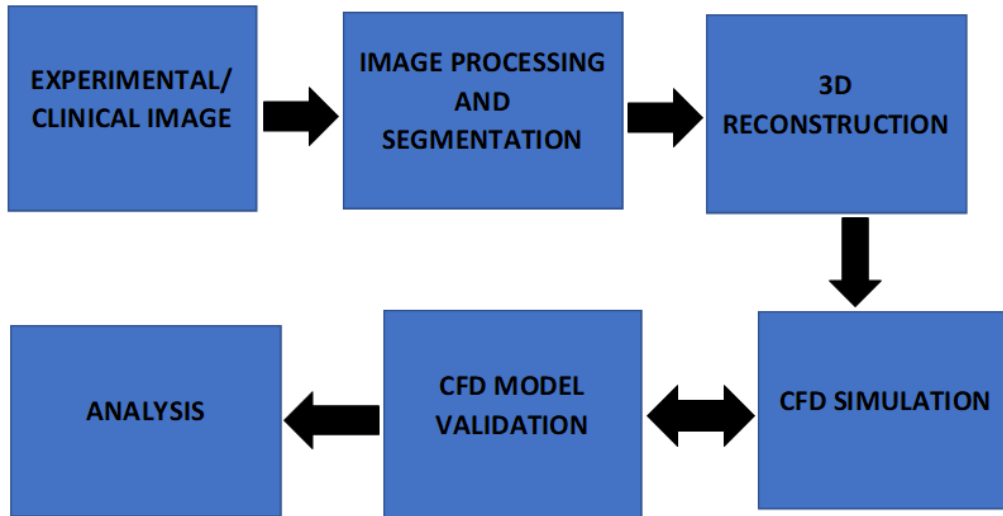 EXPERIMENTAL/
CLINICAL IMAGE
IMAGE PROCESSING
AND
SEGMENTATION
3D
RECONSTRUCTION
CFD SIMULATION
CFD MODEL
VALIDATION
ANALYSIS